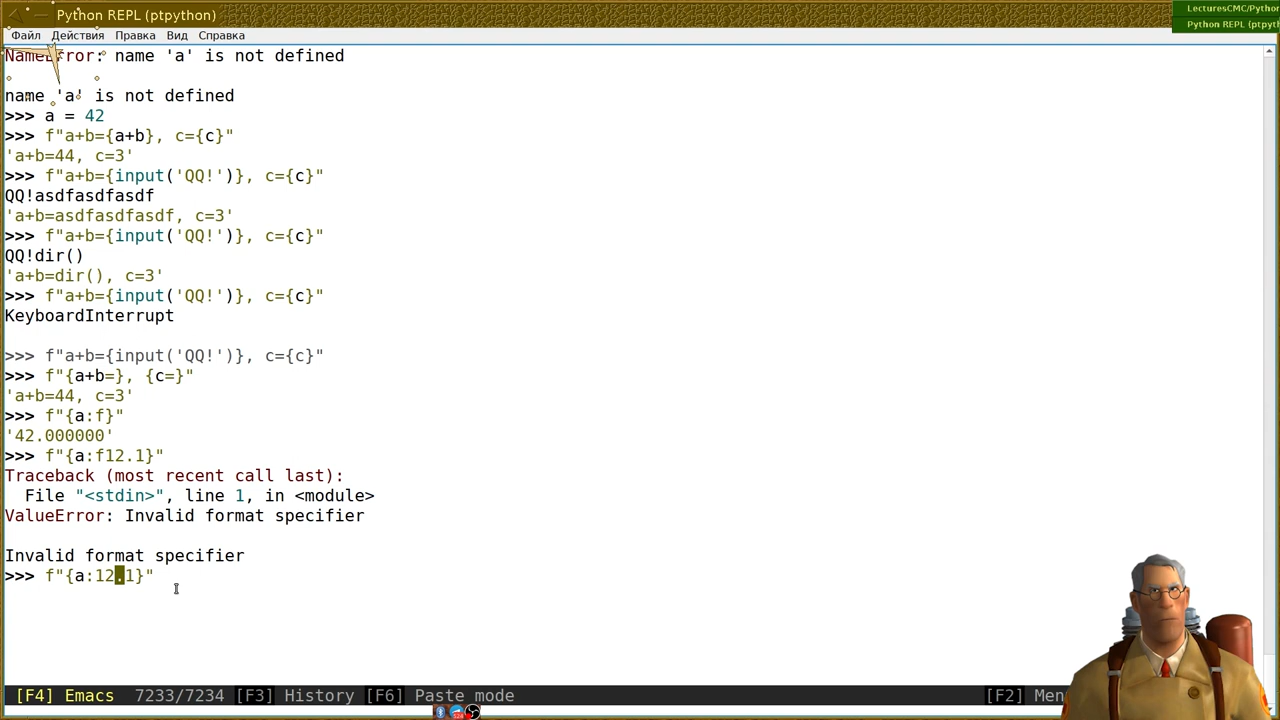 Python REPL (ptpython)
LecturesCMC/Python
Python REPL (ptpyth
Файл Действия Правка Вид Справка
NameError: name 'a' is not defined
name 'a' is not defined
>>> a = 42
>>> f"a+b={a+b}, c={c}"
'a+b=44, c=3'
>>> f"a+b={input('QQ!')}, c={c}"
QQ!asdfasdfasdf
'a+b=asdfasdfasdf, c=3'
>>> f"a+b={input('QQ!')}, c={c}"
QQ!dir()
'a+b=dir(), c=3'
>>> f"a+b={input('QQ!')}, c={c}"
KeyboardInterrupt
>>> f"a+b={input('QQ!')}, c={c}"
>>> f"{a+b=}, {c=}"
'a+b=44, c=3'
>>> f"{a:f}"
'42.000000'
>>> f"{a:f12.1}"
Traceback (most recent call last):
  File "<stdin>", line 1, in <module>
ValueError: Invalid format specifier
Invalid format specifier
>>> f"{a:12.1}"
[F4] Emacs 7233/7234 [F3] History [F6] Paste mode [F2] Men